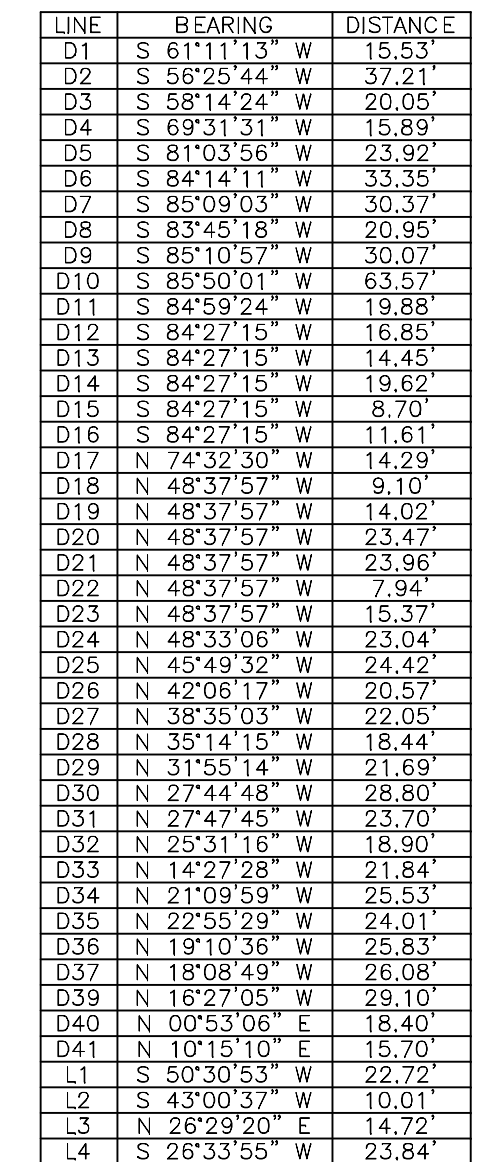 LINE BEARING DISTANCE
D1 S 61°11'13" W 15.53'
D2 S 56°25'44" W 37.21'
D3 S 58°14'24" W 20.05'
D4 S 69°31'31" W 15.89'
D5 S 81°03'56" W 23.92'
D6 S 84°14'11" W 33.35'
D7 S 85°09'03" W 30.37'
D8 S 83°45'18" W 20.95'
D9 S 85°10'57" W 30.07'
D10 S 85°50'01" W 63.57'
D11 S 84°59'24" W 19.88'
D12 S 84°27'15" W 16.85'
D13 S 84°27'15" W 14.45'
D14 S 84°27'15" W 19.62'
D15 S 84°27'15" W 8.70'
D16 S 84°27'15" W 11.61'
D17 N 74°32'30" W 14.29'
D18 N 48°37'57" W 9.10'
D19 N 48°37'57" W 14.02'
D20 N 48°37'57" W 23.47'
D21 N 48°37'57" W 23.96'
D22 N 48°37'57" W 7.94'
D23 N 48°37'57" W 15.37'
D24 N 48°33'06" W 23.04'
D25 N 45°49'32" W 24.42'
D26 N 42°06'17" W 20.57'
D27 N 38°35'03" W 22.05'
D28 N 35°14'15" W 18.44'
D29 N 31°55'14" W 21.69'
D30 N 27°44'48" W 28.80'
D31 N 27°47'45" W 23.70'
D32 N 25°31'16" W 18.90'
D33 N 14°27'28" W 21.84'
D34 N 21°09'59" W 25.53'
D35 N 22°55'29" W 24.01'
D36 N 19°10'36" W 25.83'
D37 N 18°08'49" W 26.08'
D39 N 16°27'05" W 29.10'
D40 N 00°53'06" E 18.40'
D41 N 10°15'10" E 15.70'
L1 S 50°30'53" W 22.72'
L2 S 43°00'37" W 10.01'
L3 N 26°29'20" E 14.72'
L4 S 26°33'55" W 23.84'